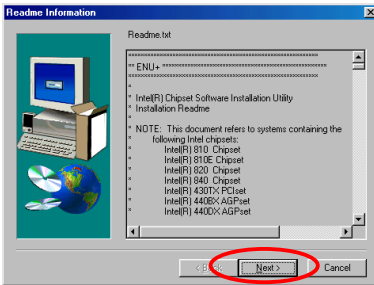 Readme Information
Readme.txt
"" ENU+ ""
" Intel(R) Chipset Software Installation Utility
" Installation Readme
" NOTE: This document refers to systems containing the
" following Intel chipsets:
" Intel(R) 810 Chipset
" Intel(R) 810E Chipset
" Intel(R) 820 Chipset
" Intel(R) 840 Chipset
" Intel(R) 430TX PCIset
" Intel(R) 440BX AGPset
" Intel(R) 440DX AGPset
< Back Next > Cancel